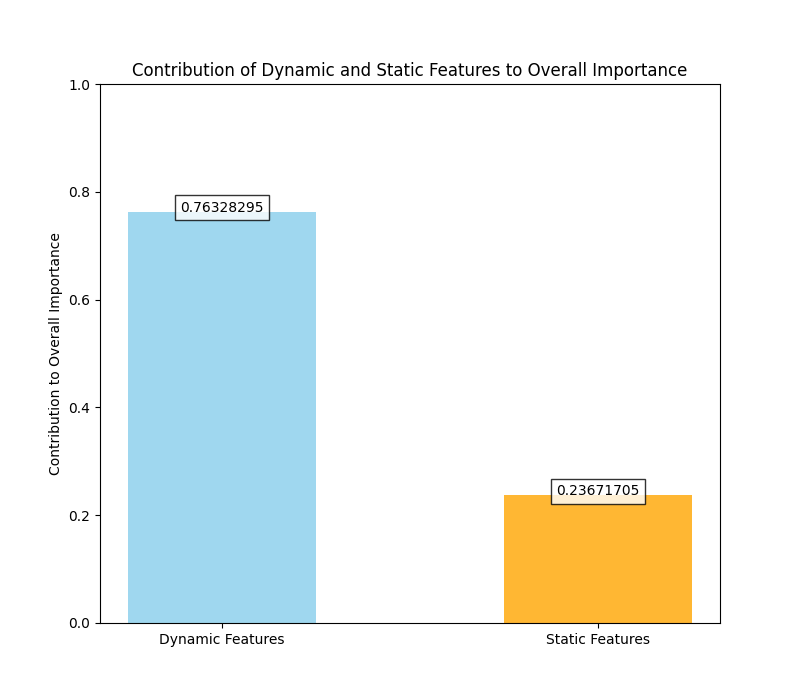 Contribution of Dynamic and Static Features to Overall Importance
Contribution to Overall Importance
1.0
0.8
0.6
0.4
0.2
0.0
0.76328295
0.23671705
Dynamic Features
Static Features